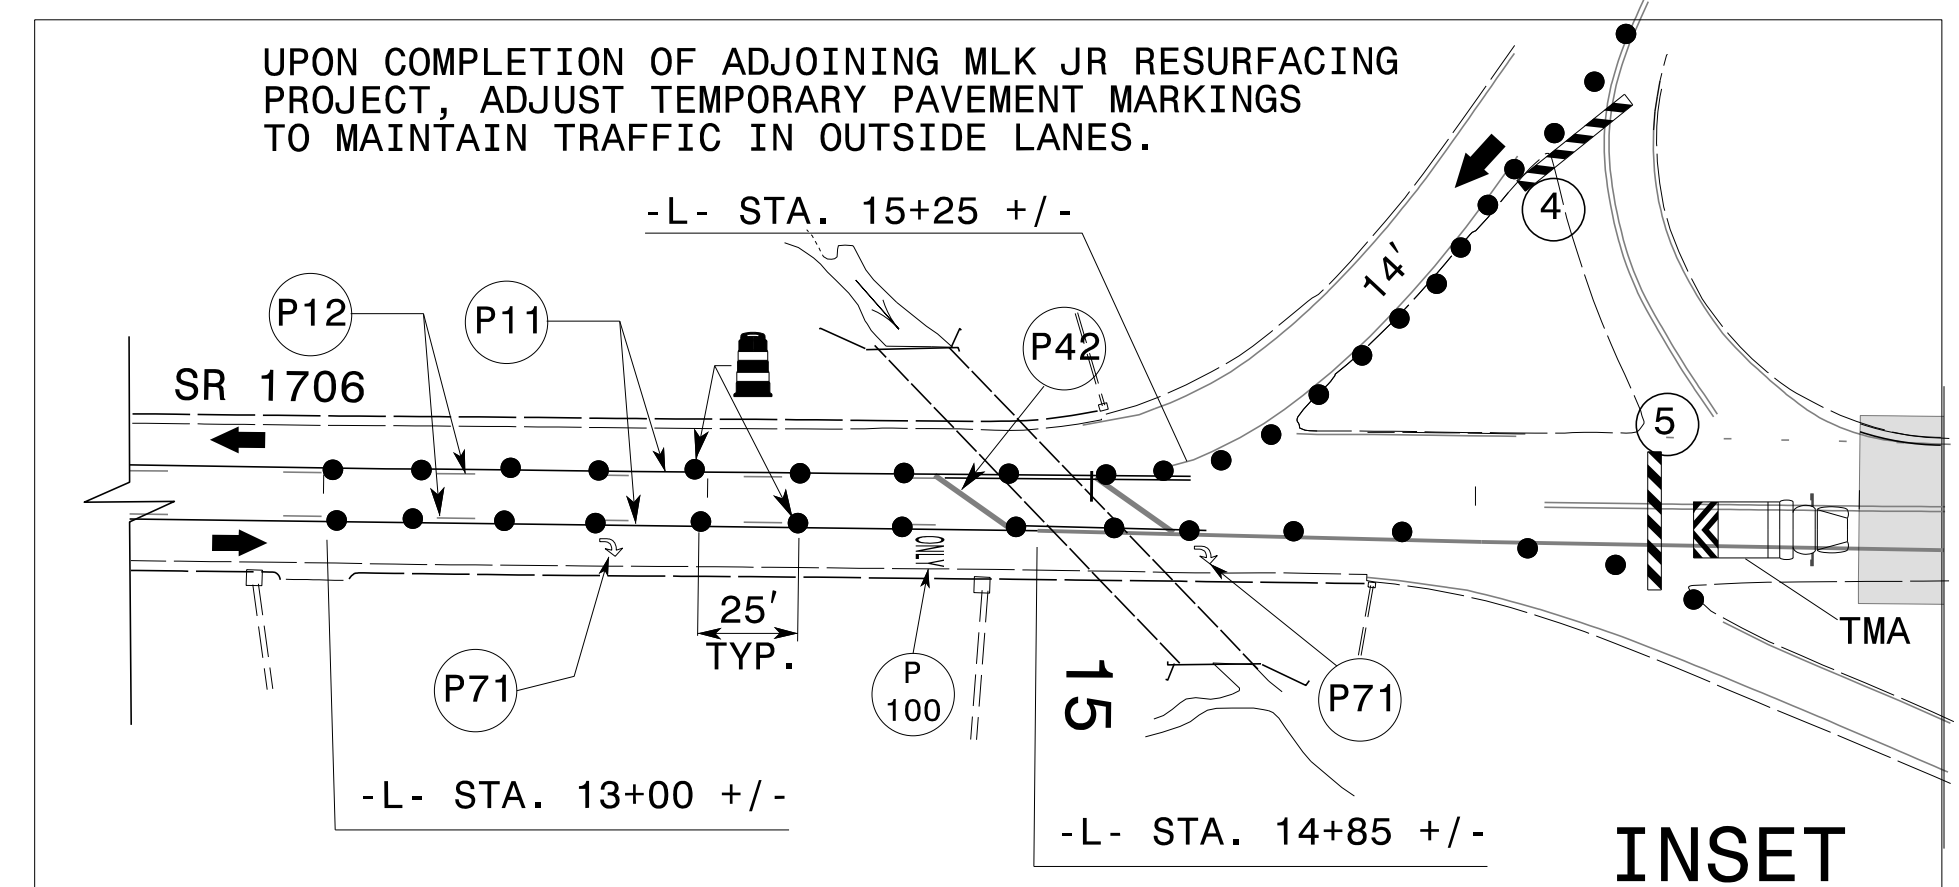 UPON COMPLETION OF ADJOINING MLK JR RESURFACING
PROJECT, ADJUST TEMPORARY PAVEMENT MARKINGS
TO MAINTAIN TRAFFIC IN OUTSIDE LANES.
-L- STA. 15+25 +/-
4
14'
P12
P11
P42
SR 1706
5
ONLY
25'
TYP.
TMA
P71
P
100
15
P71
-L- STA. 13+00 +/-
-L- STA. 14+85 +/-
INSET